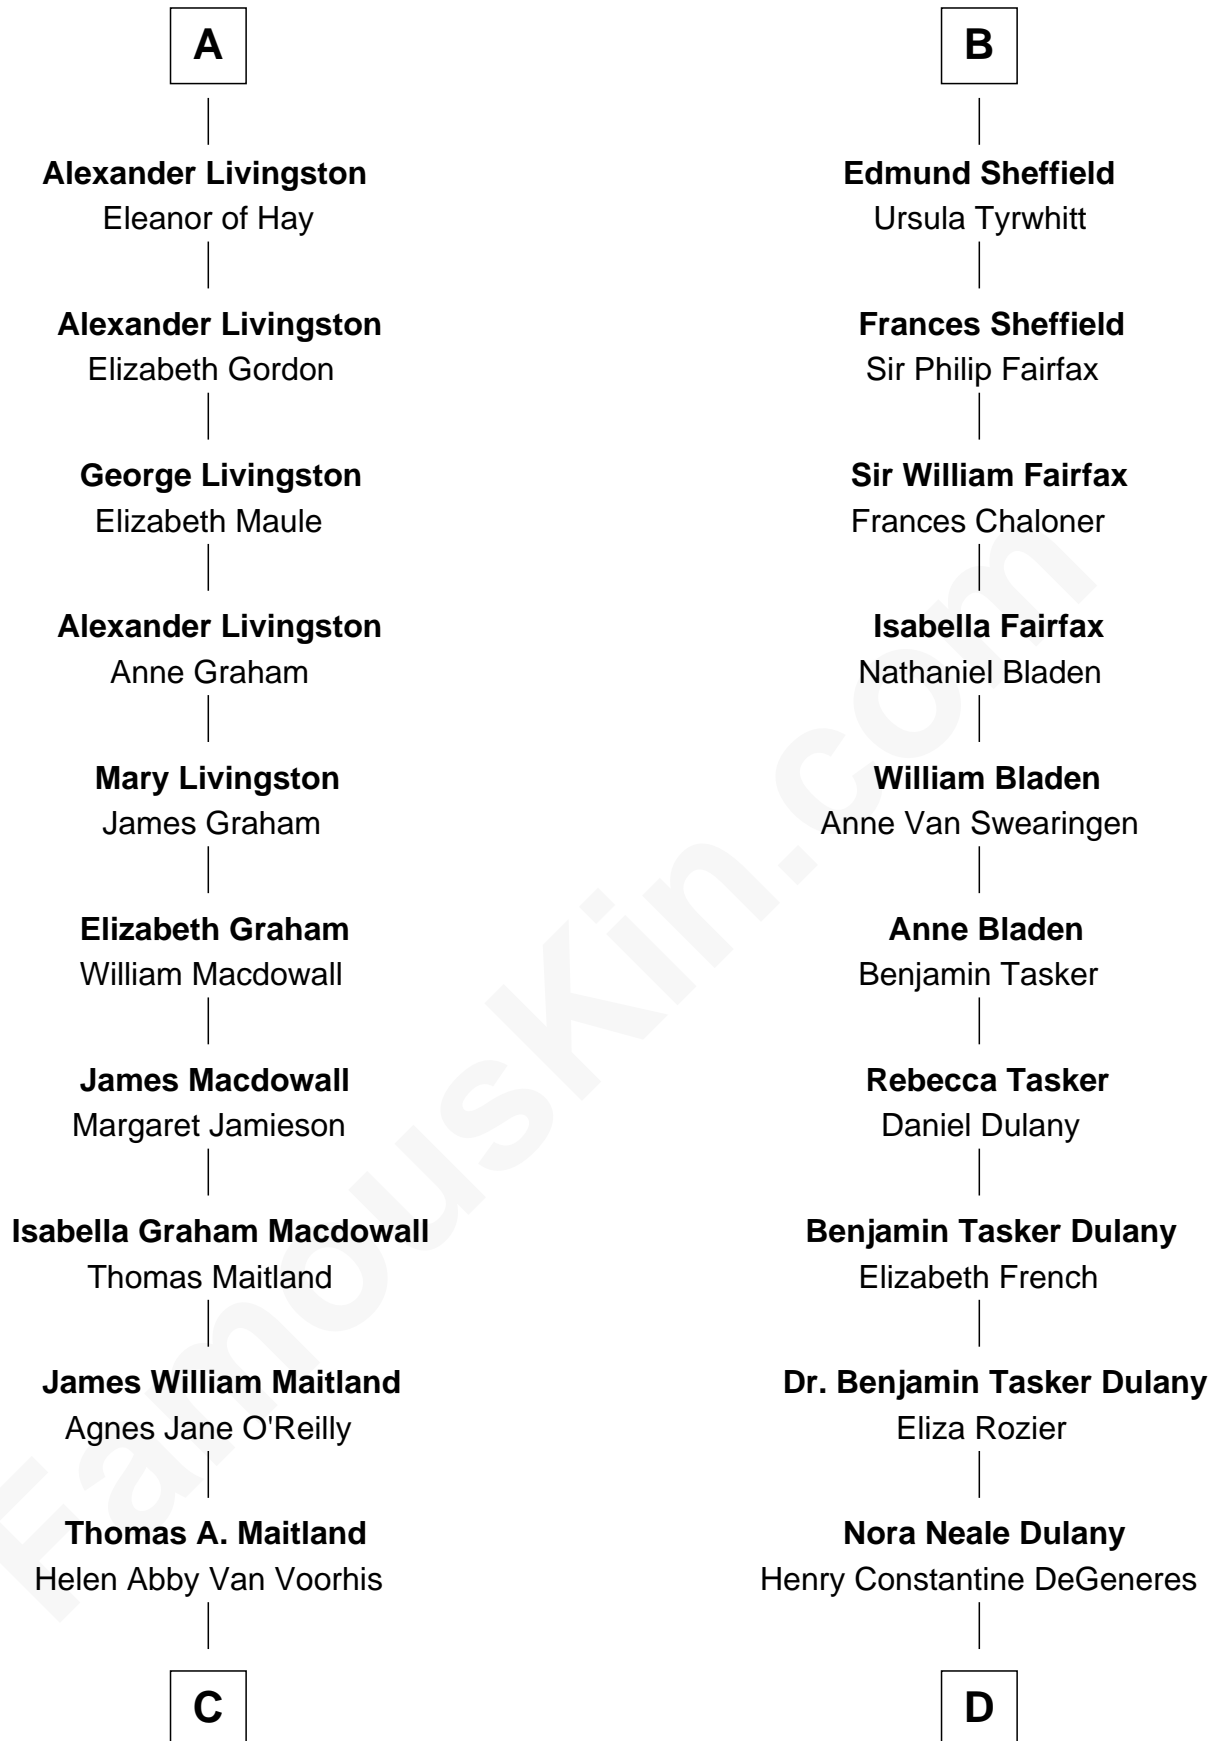 A
Alexander Livingston
Eleanor of Hay
Alexander Livingston
Elizabeth Gordon
George Livingston
Elizabeth Maule
Alexander Livingston
Anne Graham
Mary Livingston
James Graham
Elizabeth Graham
William Macdowall
James Macdowall
Margaret Jamieson
Isabella Graham Macdowall
Thomas Maitland
James William Maitland
Agnes Jane O'Reilly
Thomas A. Maitland
Helen Abby Van Voorhis
C
B
Edmund Sheffield
Ursula Tyrwhitt
Frances Sheffield
Sir Philip Fairfax
Sir William Fairfax
Frances Chaloner
Isabella Fairfax
Nathaniel Bladen
William Bladen
Anne Van Swearingen
Anne Bladen
Benjamin Tasker
Rebecca Tasker
Daniel Dulany
Benjamin Tasker Dulany
Elizabeth French
Dr. Benjamin Tasker Dulany
Eliza Rozier
Nora Neale Dulany
Henry Constantine DeGeneres
D
FamousKin.com